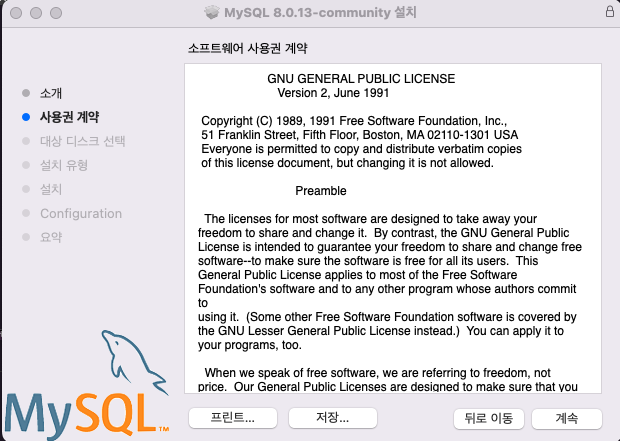 MySQL 8.0.13-community 설치
소프트웨어 사용권 계약
소개
사용권 계약
대상 디스크 선택
설치 유형
설치
Configuration
요약
GNU GENERAL PUBLIC LICENSE
Version 2, June 1991
Copyright (C) 1989, 1991 Free Software Foundation, Inc.,
51 Franklin Street, Fifth Floor, Boston, MA 02110-1301 USA
Everyone is permitted to copy and distribute verbatim copies
of this license document, but changing it is not allowed.
Preamble
The licenses for most software are designed to take away your
freedom to share and change it.  By contrast, the GNU General Public
License is intended to guarantee your freedom to share and change free
software--to make sure the software is free for all its users.  This
General Public License applies to most of the Free Software
Foundation's software and to any other program whose authors commit
to
using it.  (Some other Free Software Foundation software is covered by
the GNU Lesser General Public License instead.)  You can apply it to
your programs, too.
When we speak of free software, we are referring to freedom, not
price.  Our General Public Licenses are designed to make sure that you
MySQL™
프린트...
저장...
뒤로 이동
계속